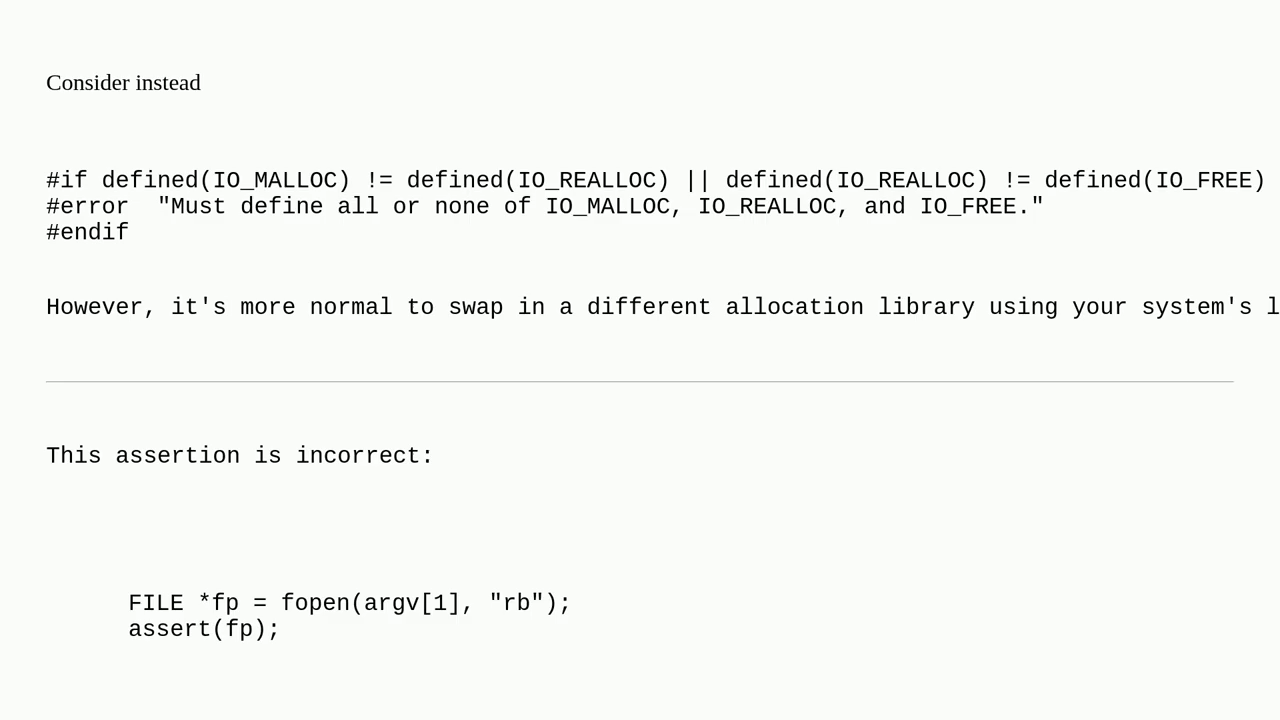 Consider instead
#if defined(IO_MALLOC) != defined(IO_REALLOC) || defined(IO_REALLOC) != defined(IO_FREE)
#error  "Must define all or none of IO_MALLOC, IO_REALLOC, and IO_FREE."
#endif
However, it's more normal to swap in a different allocation library using your system's
This assertion is incorrect:
FILE *fp = fopen(argv[1], "rb");
assert(fp);